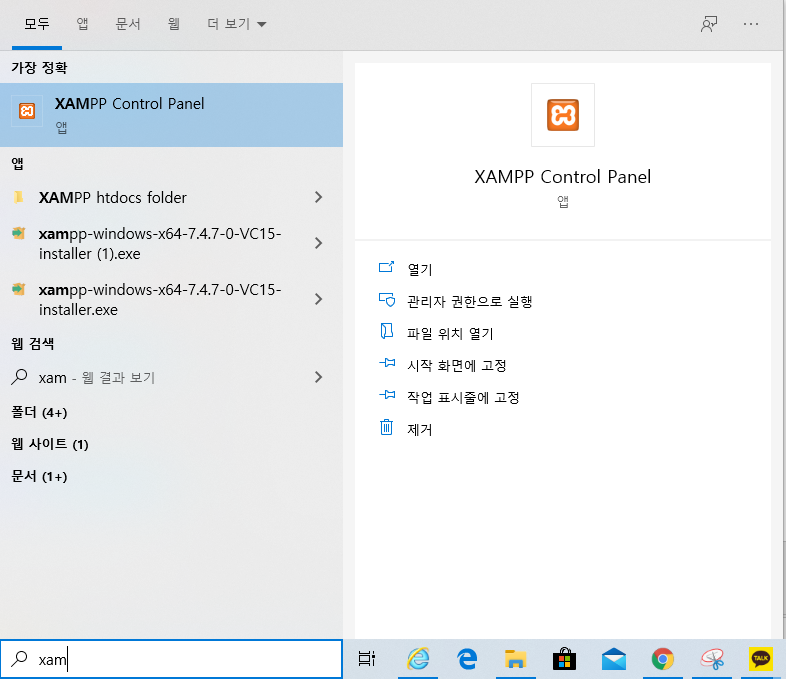 모두 앱 문서 웹 더 보기
가장 정확
XAMPP Control Panel
앱
앱
XAMPP htdocs folder
xampp-windows-x64-7.4.7-0-VC15-
installer (1).exe
xampp-windows-x64-7.4.7-0-VC15-
installer.exe
웹 검색
xam - 웹 결과 보기
폴더 (4+)
웹 사이트 (1)
문서 (1+)
XAMPP Control Panel
앱
열기
관리자 권한으로 실행
파일 위치 열기
시작 화면에 고정
작업 표시줄에 고정
제거
xam
TALK